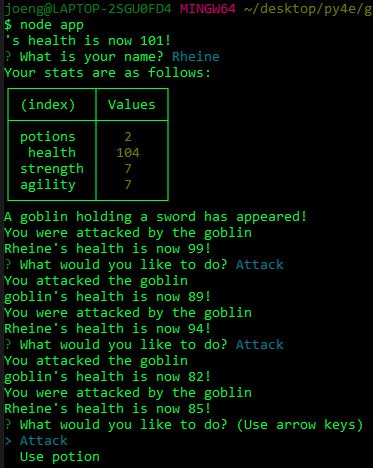 joeng@LAPTOP-2SGU0FD4 MINGW64 ~/desktop/py4e/g
$ node app
's health is now 101!
? What is your name? Rheine
Your stats are as follows:
(index) Values
potions 2
health 104
strength 7
agility 7
A goblin holding a sword has appeared!
You were attacked by the goblin
Rheine's health is now 99!
? What would you like to do? Attack
You attacked the goblin
goblin's health is now 89!
You were attacked by the goblin
Rheine's health is now 94!
? What would you like to do? Attack
You attacked the goblin
goblin's health is now 82!
You were attacked by the goblin
Rheine's health is now 85!
? What would you like to do? (Use arrow keys)
> Attack
Use potion